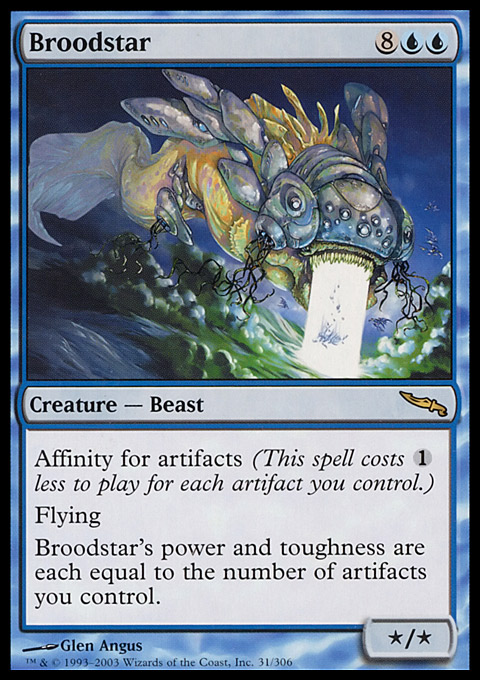 Broodstar 8
Creature — Beast
Affinity for artifacts (This spell costs 1
less to play for each artifact you control.)
Flying
Broodstar's power and toughness are
each equal to the number of artifacts
you control.
★/★
Glen Angus
™ & © 1993–2003 Wizards of the Coast, Inc. 31/306